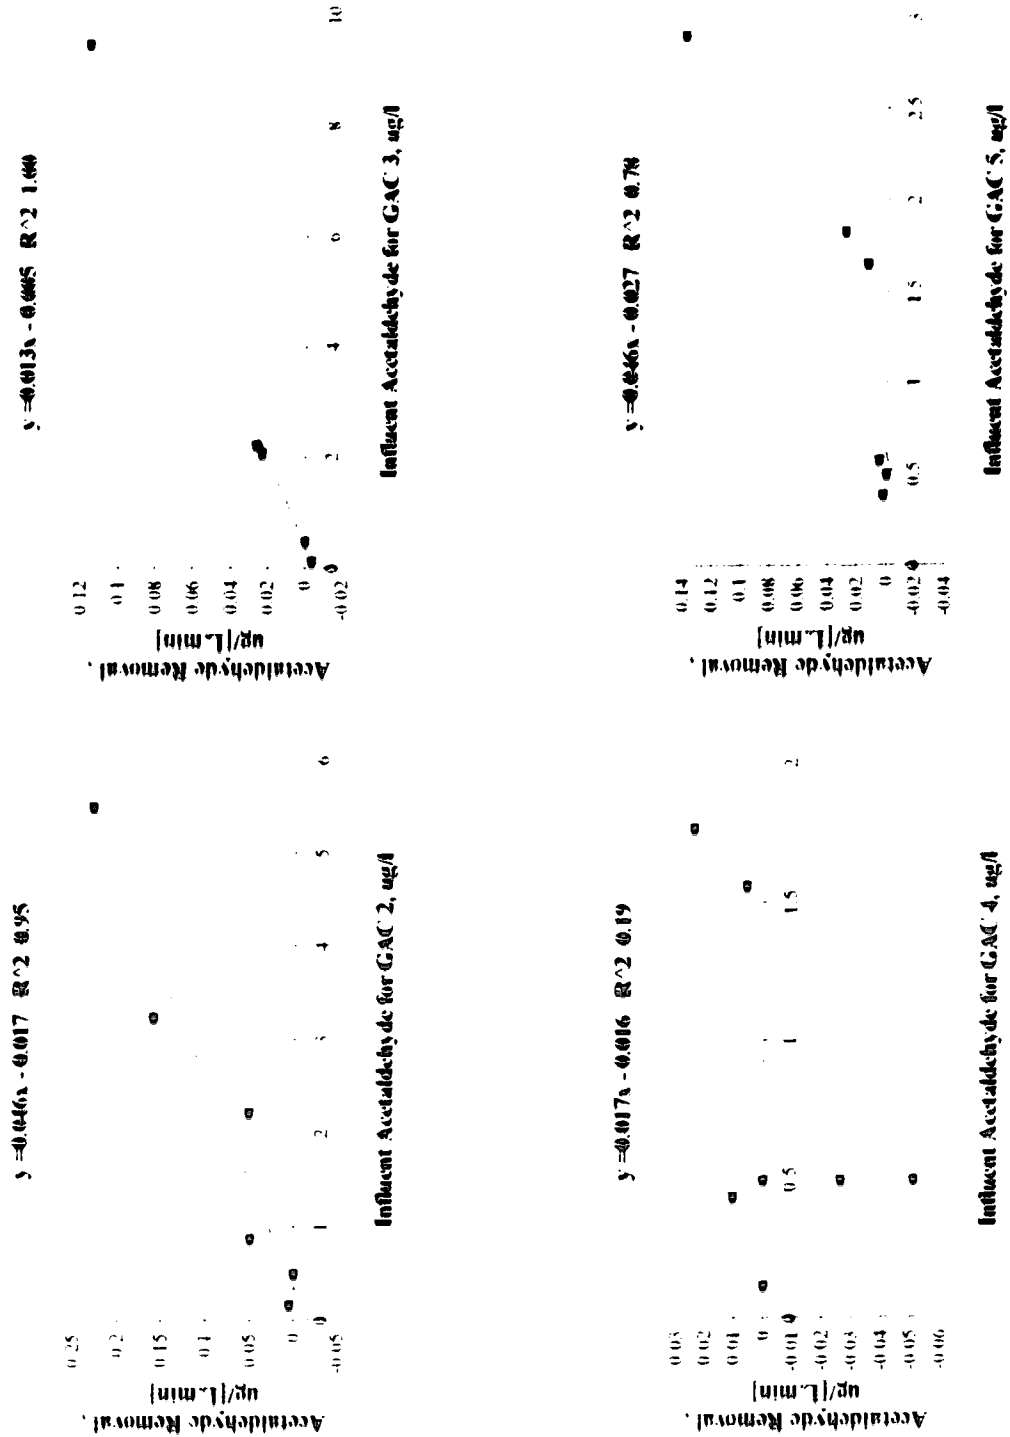 y =0.046x - 0.017 R^2 0.95
Acetaldehyde Removal,
ug/[L.min]
0.25
0.2
0.15
0.1
0.05
0
-0.05
0 1 2 3 4 5 6
Influent Acetaldehyde for GAC 2, ug/l
y =0.013x - 0.005 R^2 1.00
Acetaldehyde Removal,
ug/[L.min]
0.12
0.1
0.08
0.06
0.04
0.02
0
-0.02
0 2 4 6 8 10
Influent Acetaldehyde for GAC 3, ug/l
y =0.017x - 0.016 R^2 0.19
Acetaldehyde Removal,
ug/[L.min]
0.03
0.02
0.01
0
-0.01
-0.02
-0.03
-0.04
-0.05
-0.06
0 0.5 1 1.5 2
Influent Acetaldehyde for GAC 4, ug/l
y =0.046x - 0.027 R^2 0.78
Acetaldehyde Removal,
ug/[L.min]
0.14
0.12
0.1
0.08
0.06
0.04
0.02
0
-0.02
-0.04
0 0.5 1 1.5 2 2.5 3
Influent Acetaldehyde for GAC 5, ug/l